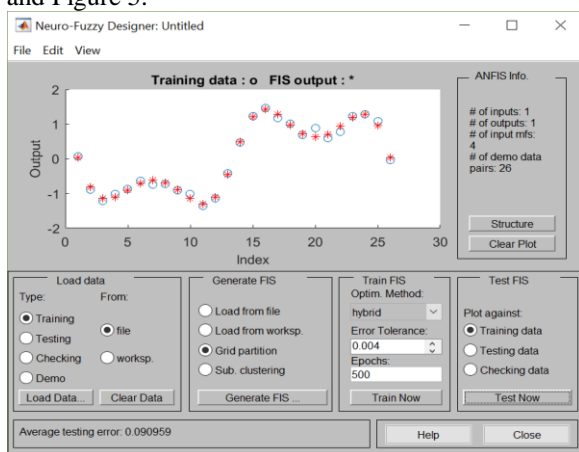 and Figure 5.
Neuro-Fuzzy Designer: Untitled
File Edit View
Training data : o FIS output : *
2
1
0
-1
-2
Output
0 5 10 15 20 25 30
Index
ANFIS Info.
# of inputs: 1
# of outputs: 1
# of input mfs:
4
# of demo data
pairs: 26
Structure
Clear Plot
Load data
Type: From:
Training
Testing
Checking
Demo
file
worksp.
Load Data... Clear Data
Generate FIS
Load from file
Load from worksp.
Grid partition
Sub. clustering
Generate FIS ...
Train FIS
Optim. Method:
hybrid
Error Tolerance:
0.004
Epochs:
500
Train Now
Test FIS
Plot against:
Training data
Testing data
Checking data
Test Now
Average testing error: 0.090959
Help Close